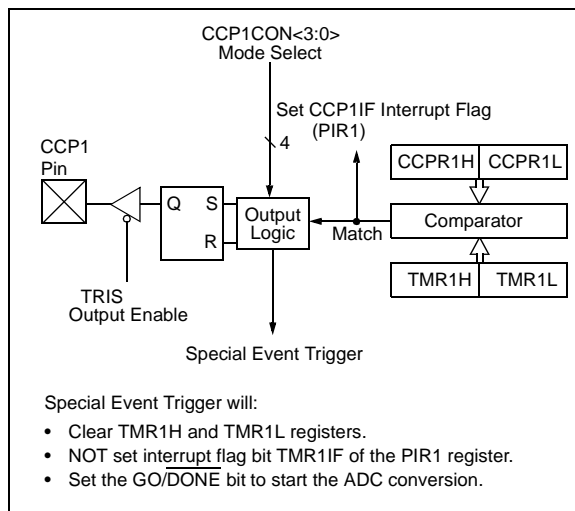 CCP1CON<3:0>
Mode Select
Set CCP1IF Interrupt Flag
(PIR1)
4
CCP1
Pin
CCPR1H CCPR1L
Q S
R
Output
Logic
Match
Comparator
TRIS
Output Enable
TMR1H TMR1L
Special Event Trigger
Special Event Trigger will:
• Clear TMR1H and TMR1L registers.
• NOT set interrupt flag bit TMR1IF of the PIR1 register.
• Set the GO/DONE bit to start the ADC conversion.